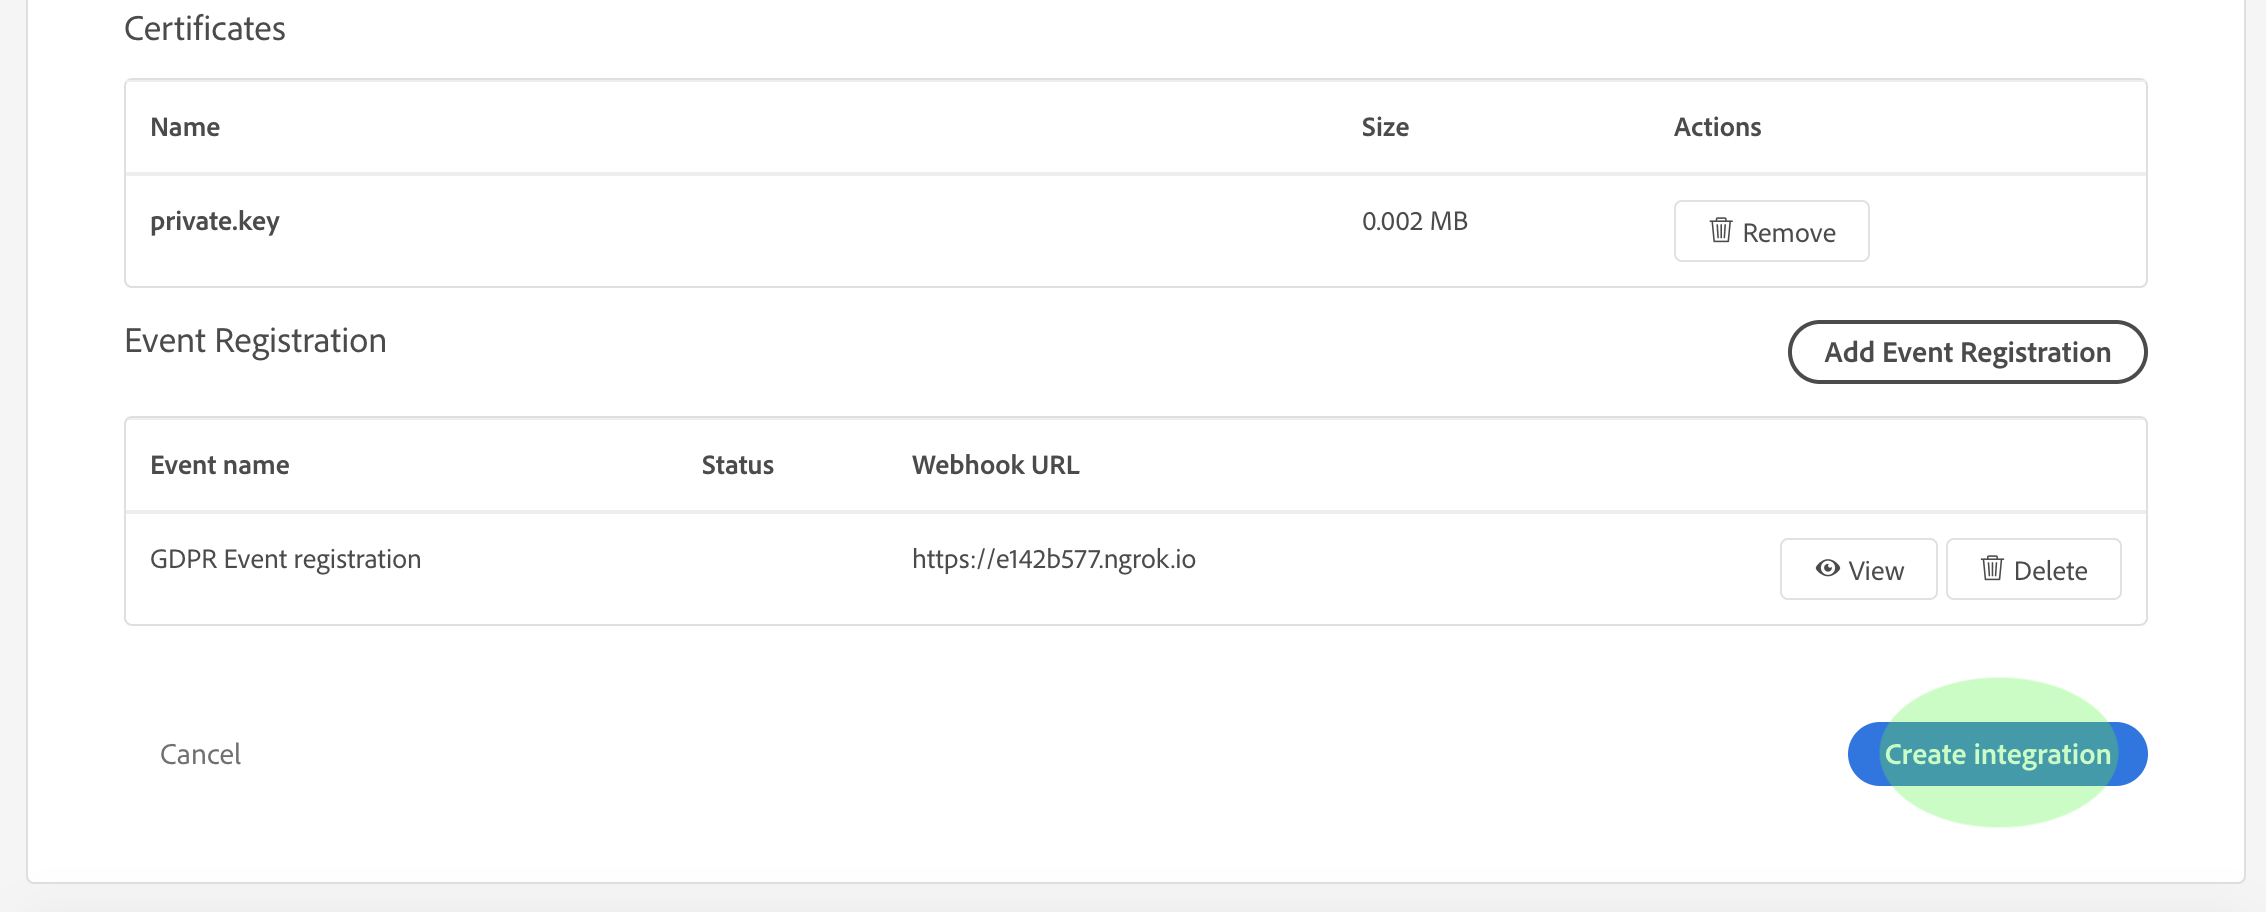 Certificates
Name Size Actions
private.key 0.002 MB Remove
Event Registration Add Event Registration
Event name Status Webhook URL
GDPR Event registration https://e142b577.ngrok.io View Delete
Cancel Create integration